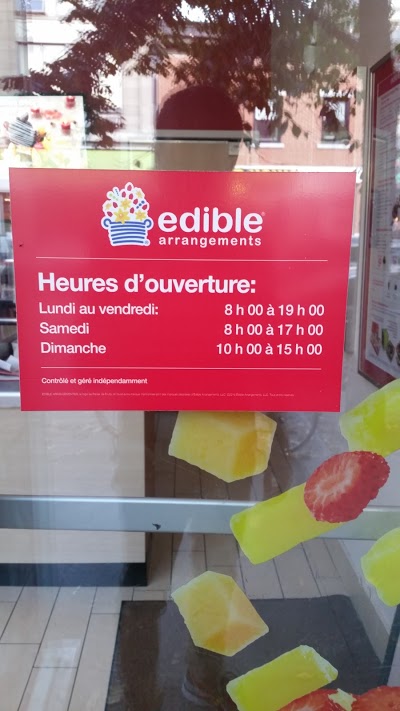 edible
arrangements
Heures d'ouverture:
Lundi au vendredi: 8 h 00 à 19 h 00
Samedi 8 h 00 à 17 h 00
Dimanche 10 h 00 à 15 h 00
Contrôlé et géré indépendamment